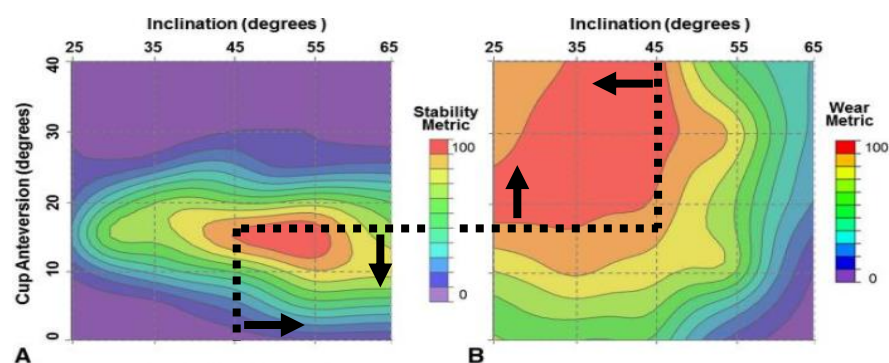 Inclination (degrees )
25 35 45 55 65
Cup Anteversion (degrees)
40
30
20
10
0
Stability
Metric
100
0
A
Inclination (degrees)
25 35 45 55 65
Wear
Metric
100
0
B